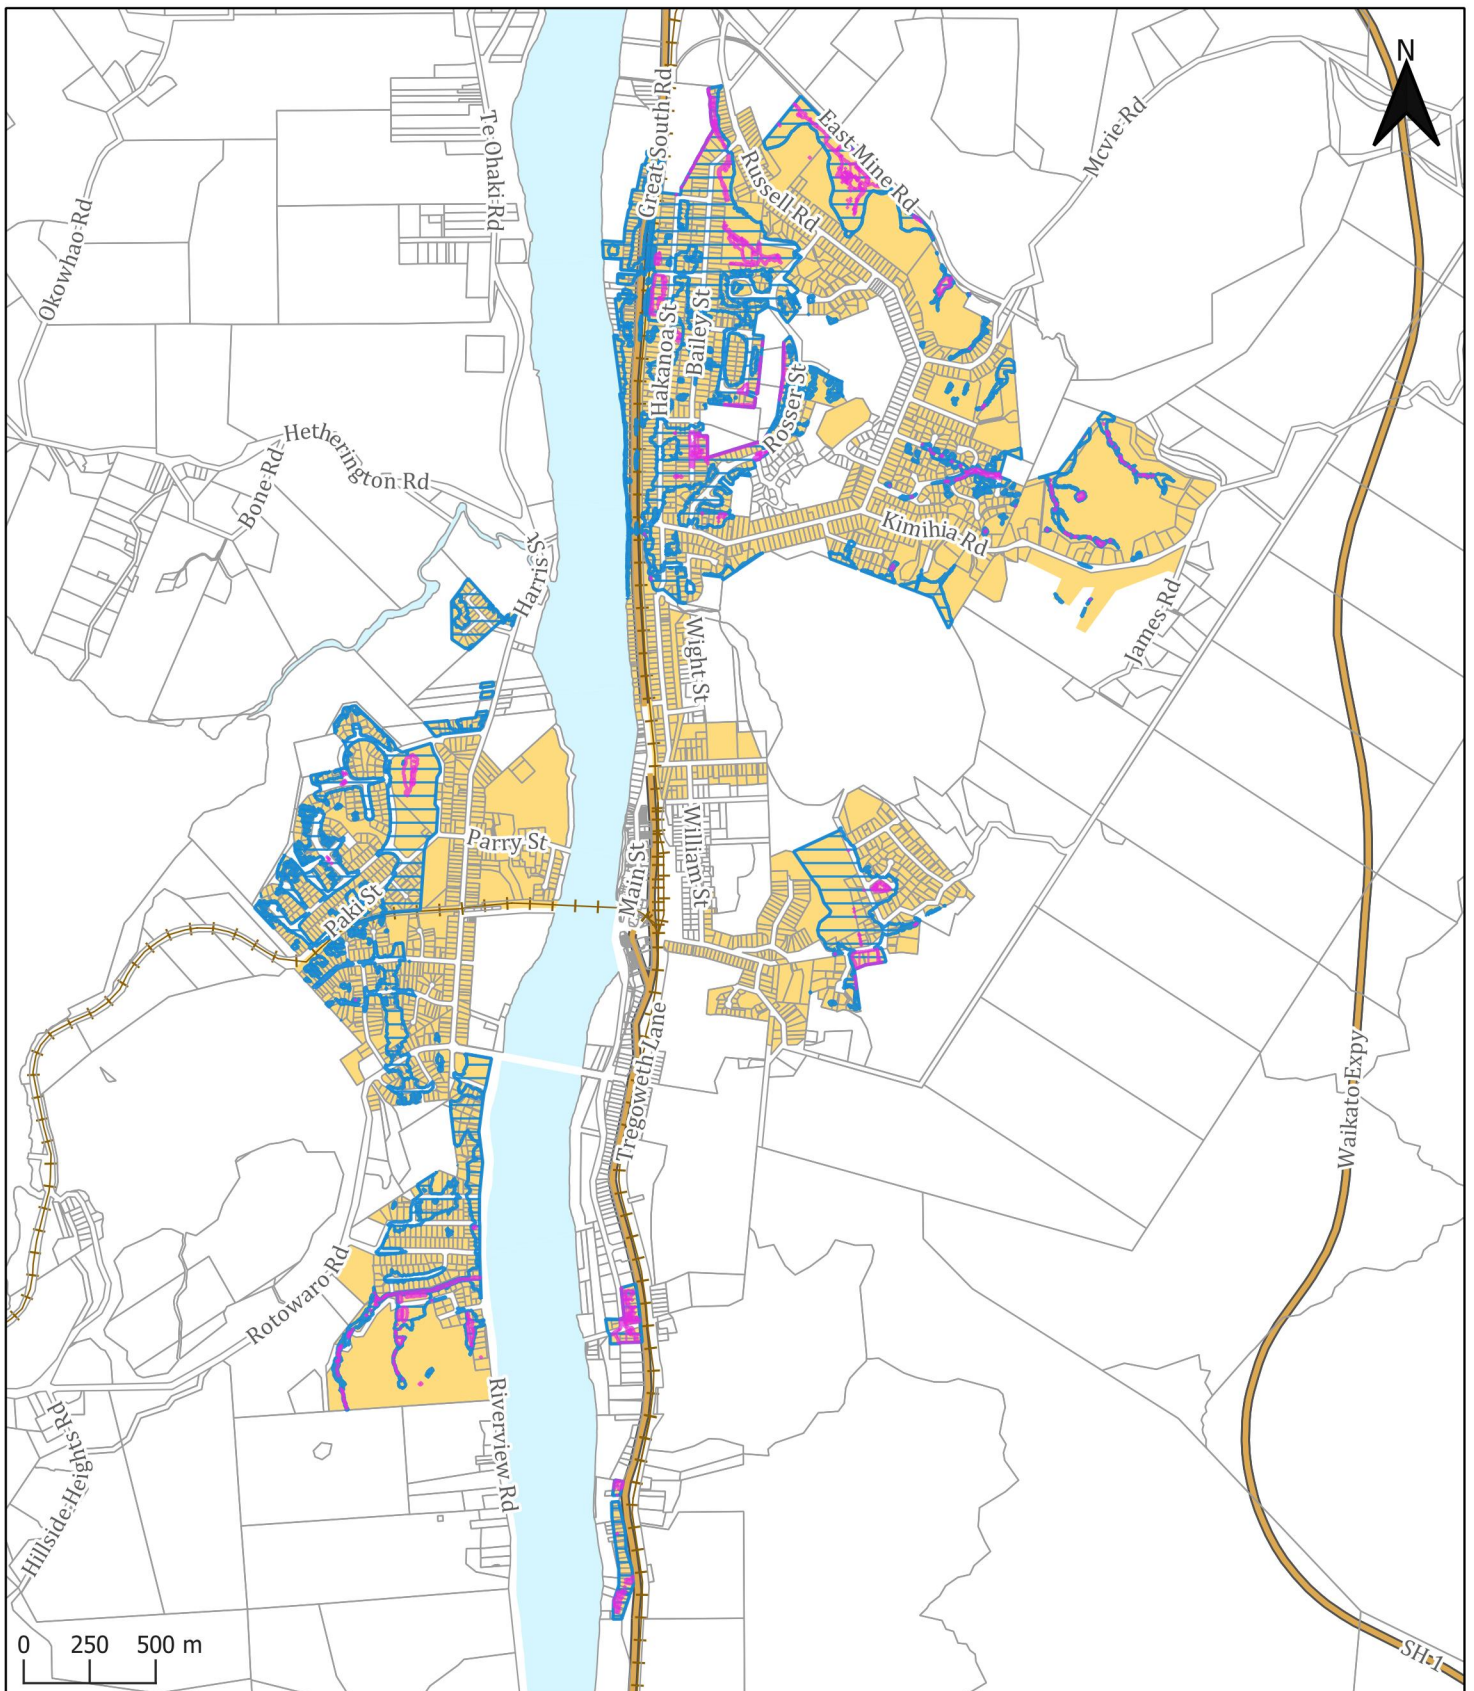 N
Great South Rd
East Mine Rd
Mcvie Rd
Te Ohaki Rd
Russell Rd
Okowhao Rd
Hakanoa St
Bailey St
Rosser St
Hetherington Rd
Bone Rd
Kimihia Rd
Harris St
James Rd
Wight St
Parry St
William St
Main St
Paki St
Tregoweth Lane
Waikato Expy
Rotowaro Rd
Riverview Rd
Hillside Heights Rd
0 250 500 m
SH 1